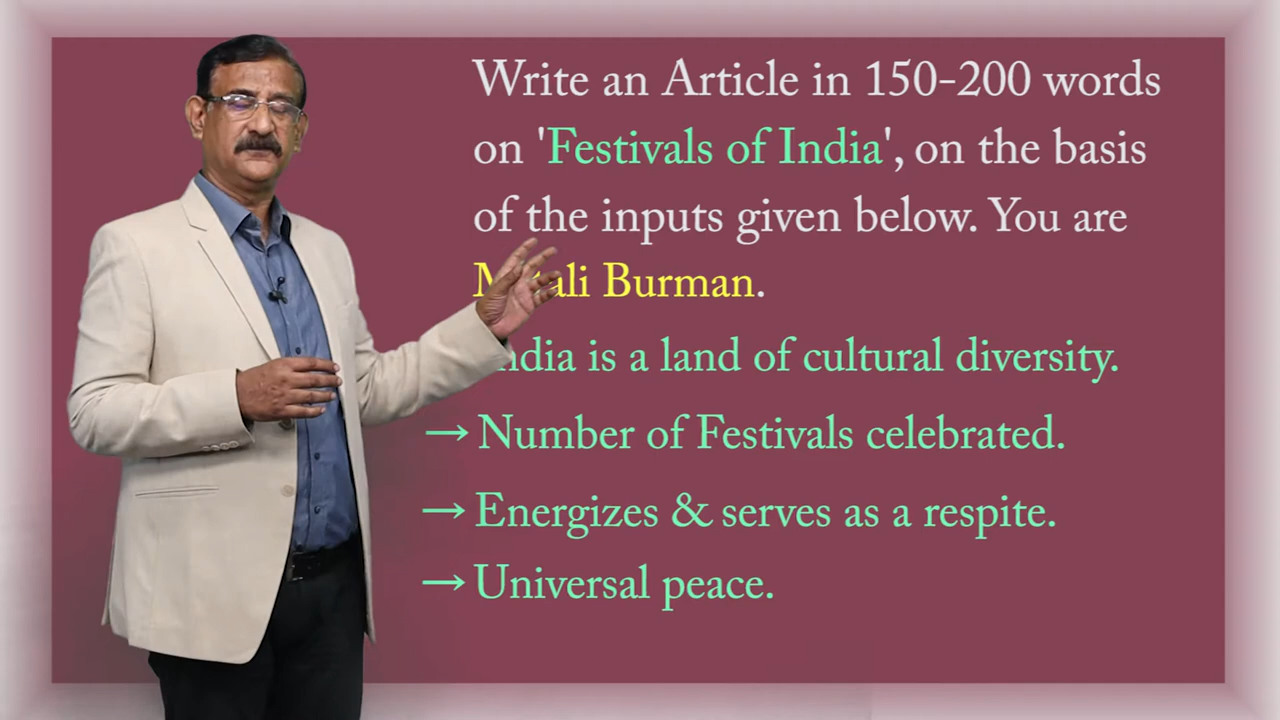 Write an Article in 150-200 words
on 'Festivals of India', on the basis
of the inputs given below. You are
Burman.
is a land of cultural diversity.
→ Number of Festivals celebrated.
→ Energizes & serves as a respite.
→ Universal peace.